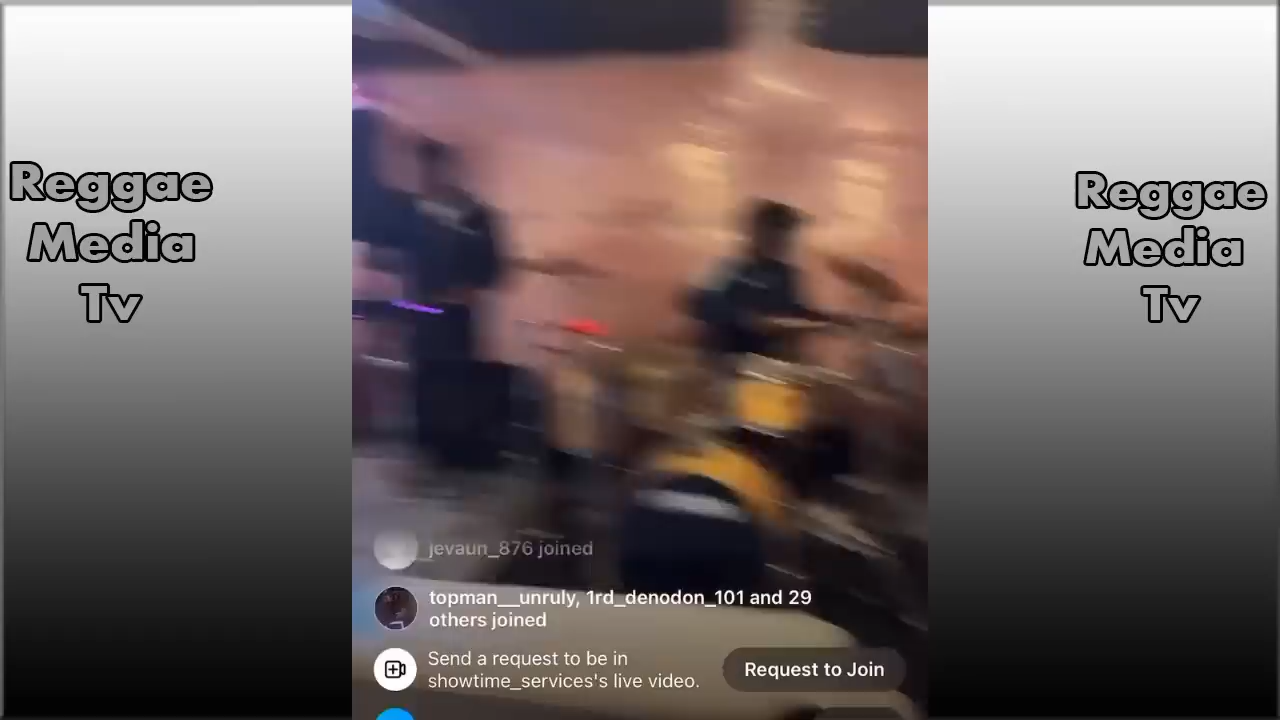 Reggae
Media
Tv
Reggae
Media
Tv
jevaun_876 joined
topman__unruly, 1rd_denodon_101 and 29
others joined
Send a request to be in
showtime_services's live video.
Request to Join